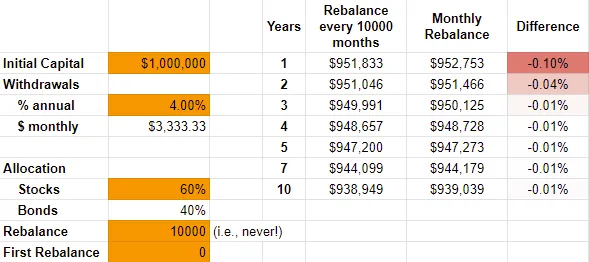 Years Rebalance every 10000 months Monthly Rebalance Difference
Initial Capital $1,000,000 1 $951,833 $952,753 -0.10%
Withdrawals 2 $951,046 $951,466 -0.04%
% annual 4.00% 3 $949,991 $950,125 -0.01%
$ monthly $3,333.33 4 $948,657 $948,728 -0.01%
5 $947,200 $947,273 -0.01%
Allocation 7 $944,099 $944,179 -0.01%
Stocks 60% 10 $938,949 $939,039 -0.01%
Bonds 40%
Rebalance 10000 (i.e., never!)
First Rebalance 0